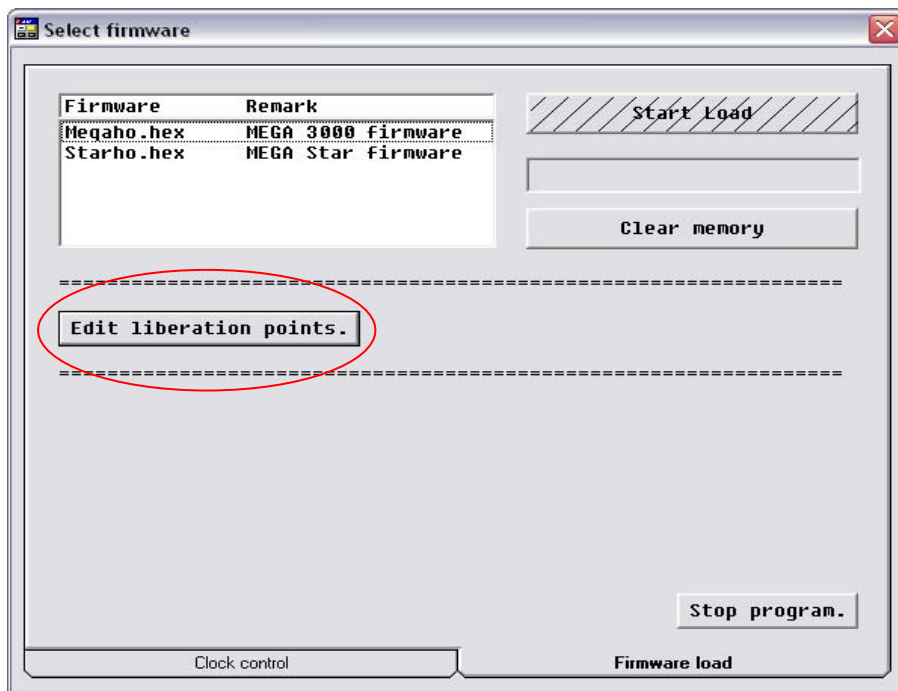 Select firmware
Firmware Remark
Start Load
Megaho.hex MEGA 3000 firmware
Starho.hex MEGA Star firmware
Clear memory
================================================================
Edit liberation points.
================================================================
Stop program.
Clock control Firmware load